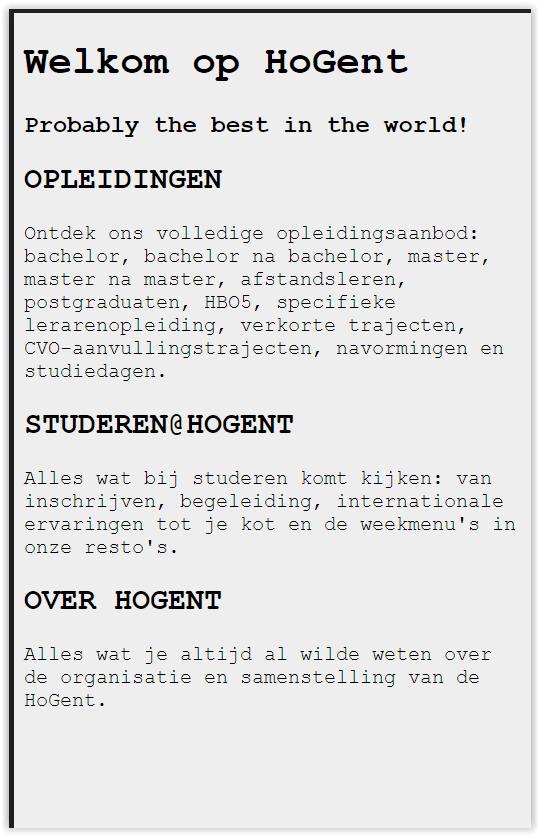 Welkom op HoGent
Probably the best in the world!
OPLEIDINGEN
Ontdek ons volledige opleidingsaanbod:
bachelor, bachelor na bachelor, master,
master na master, afstandsleren,
postgraduaten, HBO5, specifieke
lerarenopleiding, verkorte trajecten,
CVO-aanvullingstrajecten, navormingen en
studiedagen.
STUDEREN@HOGENT
Alles wat bij studeren komt kijken: van
inschrijven, begeleiding, internationale
ervaringen tot je kot en de weekmenu's in
onze resto's.
OVER HOGENT
Alles wat je altijd al wilde weten over
de organisatie en samenstelling van de
HoGent.